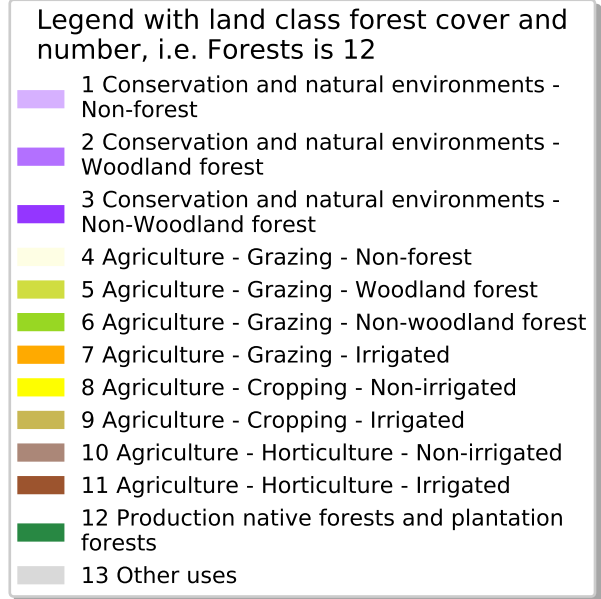 Legend with land class forest cover and
number, i.e. Forests is 12
1 Conservation and natural environments -
Non-forest
2 Conservation and natural environments -
Woodland forest
3 Conservation and natural environments -
Non-Woodland forest
4 Agriculture - Grazing - Non-forest
5 Agriculture - Grazing - Woodland forest
6 Agriculture - Grazing - Non-woodland forest
7 Agriculture - Grazing - Irrigated
8 Agriculture - Cropping - Non-irrigated
9 Agriculture - Cropping - Irrigated
10 Agriculture - Horticulture - Non-irrigated
11 Agriculture - Horticulture - Irrigated
12 Production native forests and plantation
forests
13 Other uses